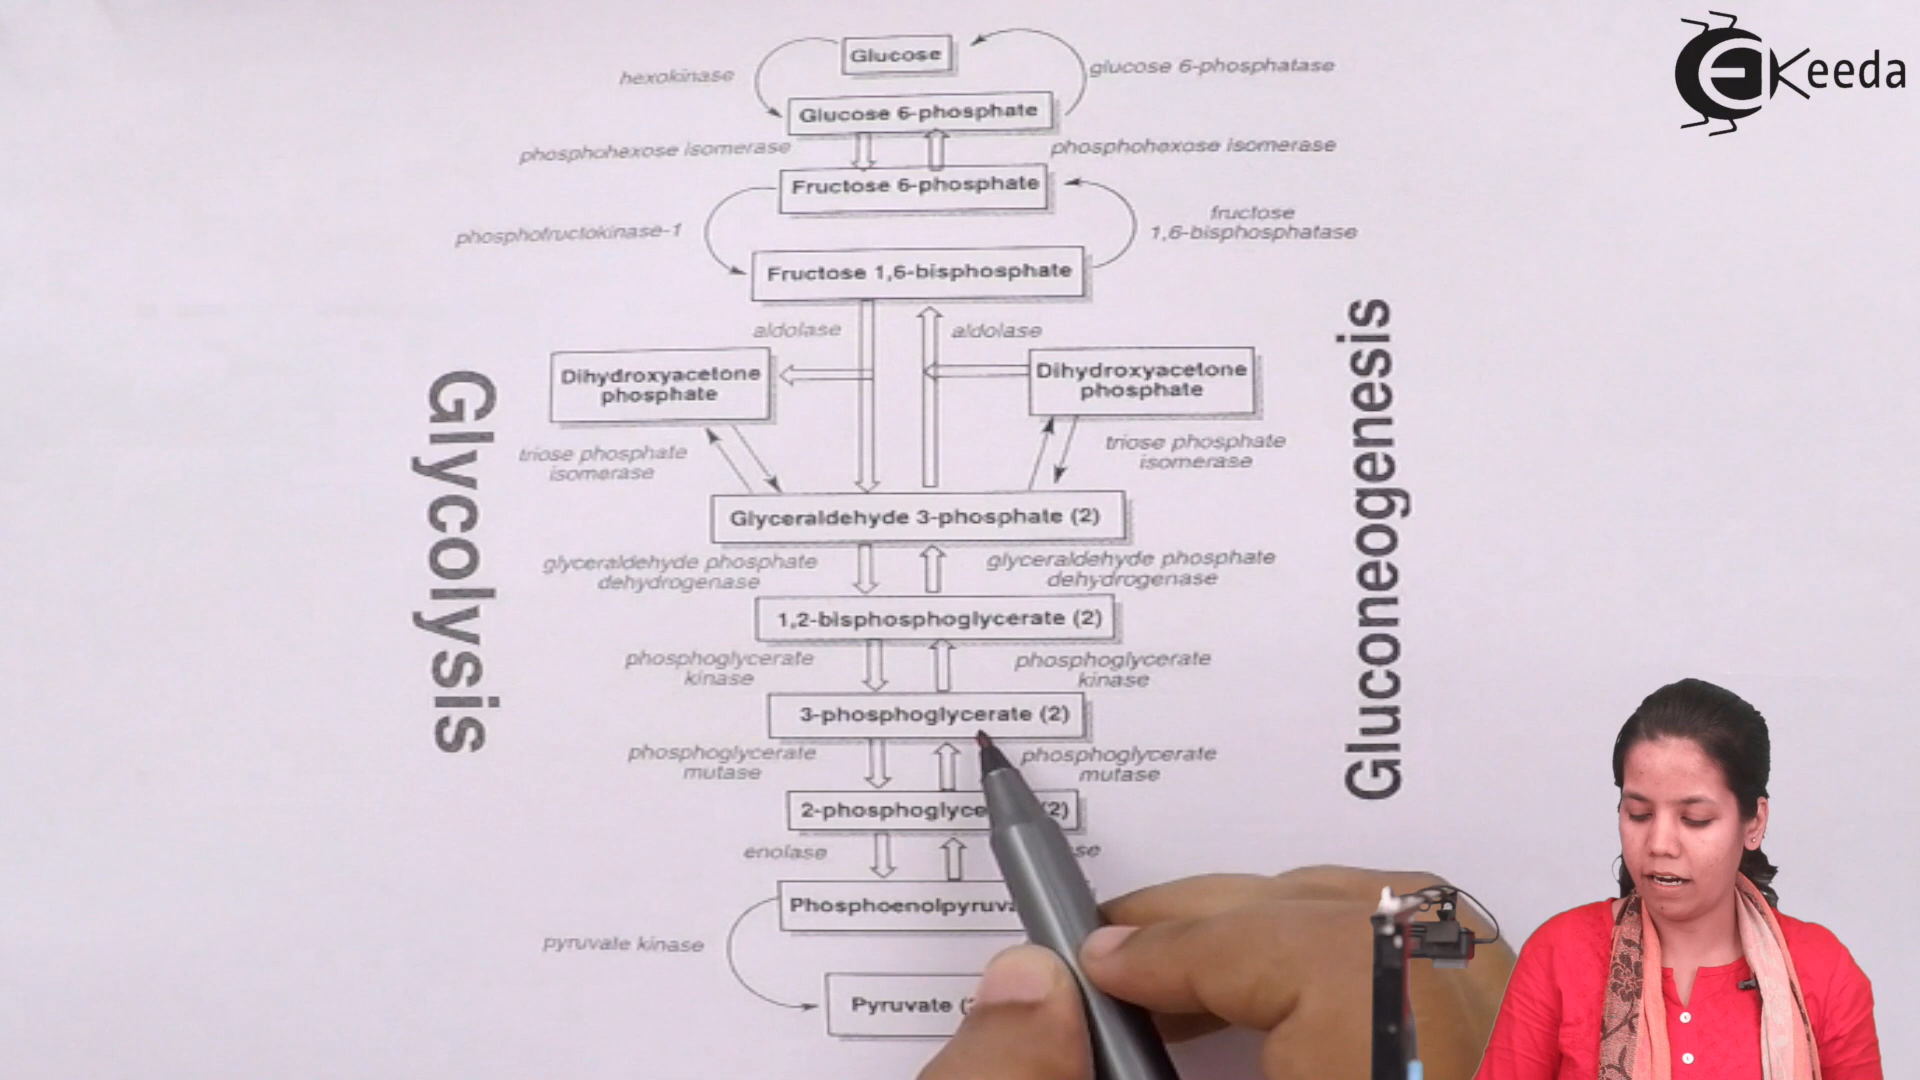 Keeda
Glucose
hexokinase
glucose 6-phosphatase
Glucose 6-phosphate
phosphohexose isomerase
phosphohexose isomerase
Fructose 6-phosphate
phosphofructokinase-1
fructose
1,6-bisphosphatase
Fructose 1,6-bisphosphate
aldolase
aldolase
Dihydroxyacetone
phosphate
Dihydroxyacetone
phosphate
triose phosphate
isomerase
triose phosphate
isomerase
Glycolysis
Gluconeogenesis
Glyceraldehyde 3-phosphate (2)
glyceraldehyde phosphate
dehydrogenase
glyceraldehyde phosphate
dehydrogenase
1,2-bisphosphoglycerate (2)
phosphoglycerate
kinase
phosphoglycerate
kinase
3-phosphoglycerate (2)
phosphoglycerate
mutase
phosphoglycerate
mutase
2-phosphoglyce (2)
enolase
Phosphoenolpyruv
pyruvate kinase
Pyruvate